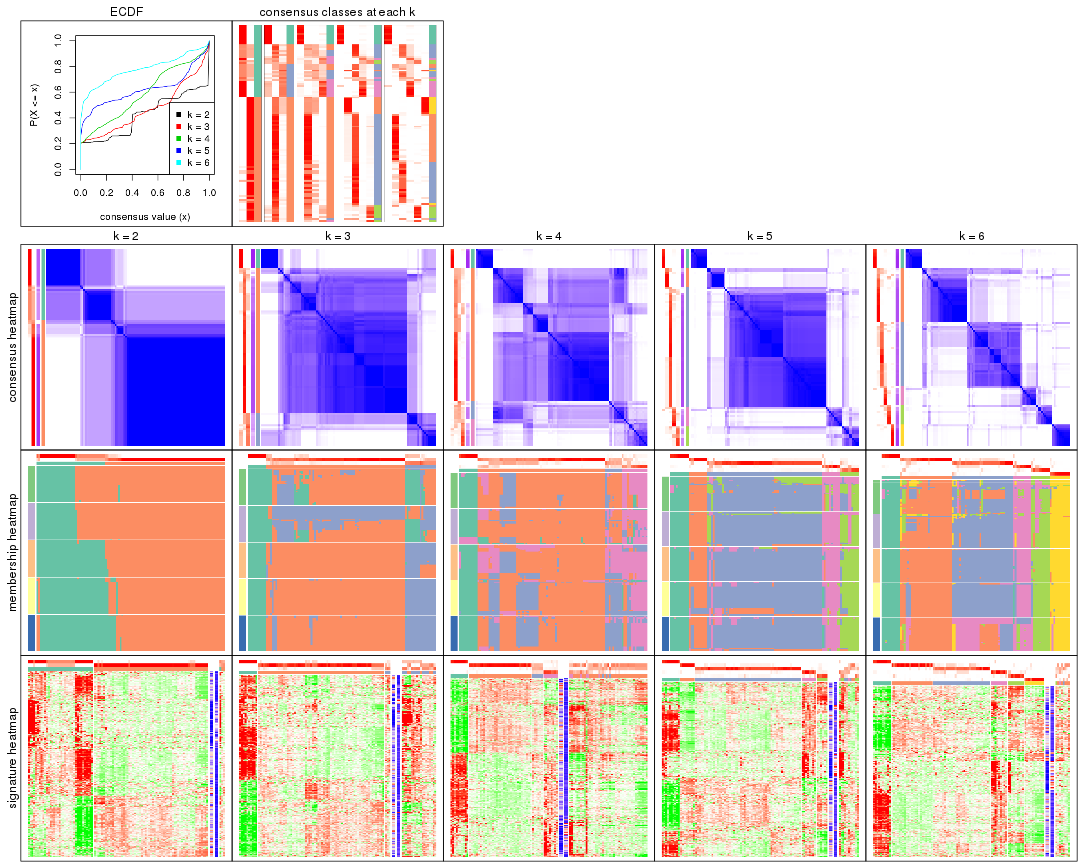 ECDF
consensus classes at each k
P(X <= x)
0.0 0.2 0.4 0.6 0.8 1.0
k = 2
k = 3
k = 4
k = 5
k = 6
0.0 0.2 0.4 0.6 0.8 1.0
consensus value (x)
k = 2 k = 3 k = 4 k = 5 k = 6
consensus heatmap
membership heatmap
signature heatmap